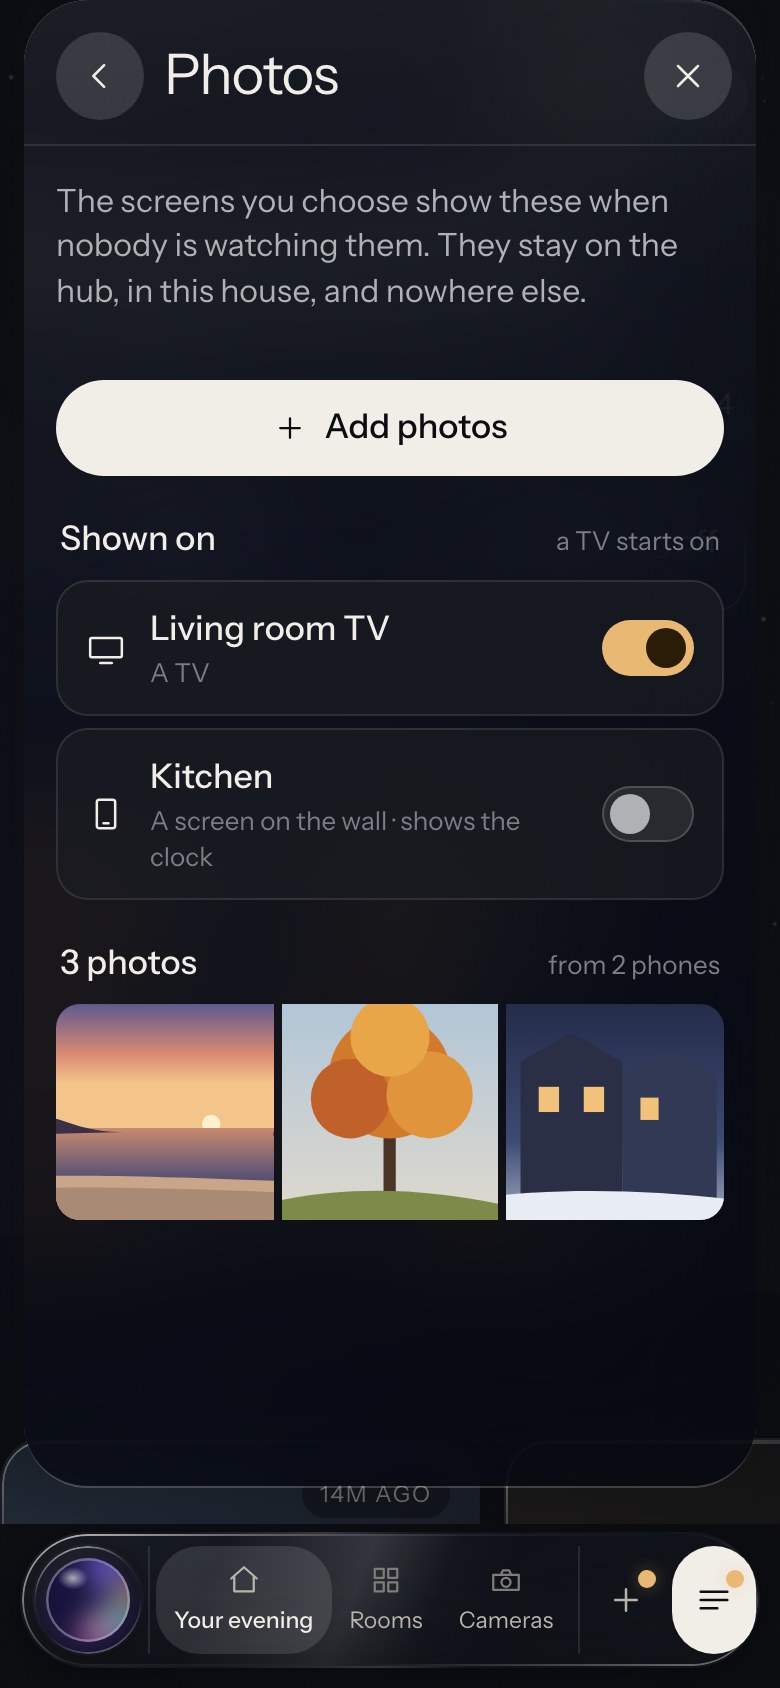 Photos
The screens you choose show these when
nobody is watching them. They stay on the
hub, in this house, and nowhere else.
+ Add photos
Shown on
a TV starts on
Living room TV
A TV
Kitchen
A screen on the wall · shows the
clock
3 photos
from 2 phones
14M AGO
Your evening
Rooms
Cameras